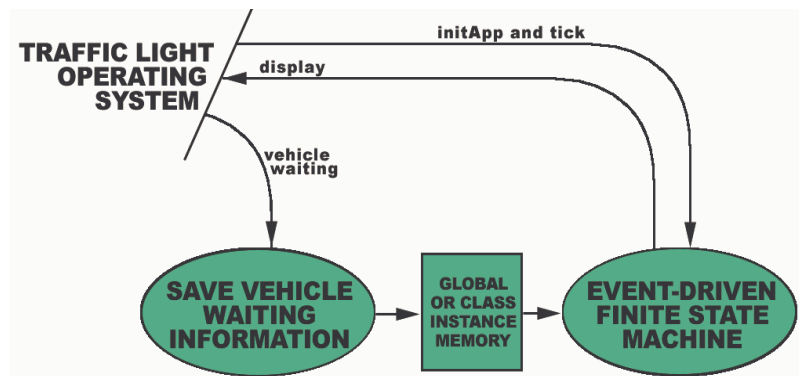 TRAFFIC LIGHT
OPERATING
SYSTEM
initApp and tick
display
vehicle
waiting
SAVE VEHICLE
WAITING
INFORMATION
GLOBAL
OR CLASS
INSTANCE
MEMORY
EVENT-DRIVEN
FINITE STATE
MACHINE